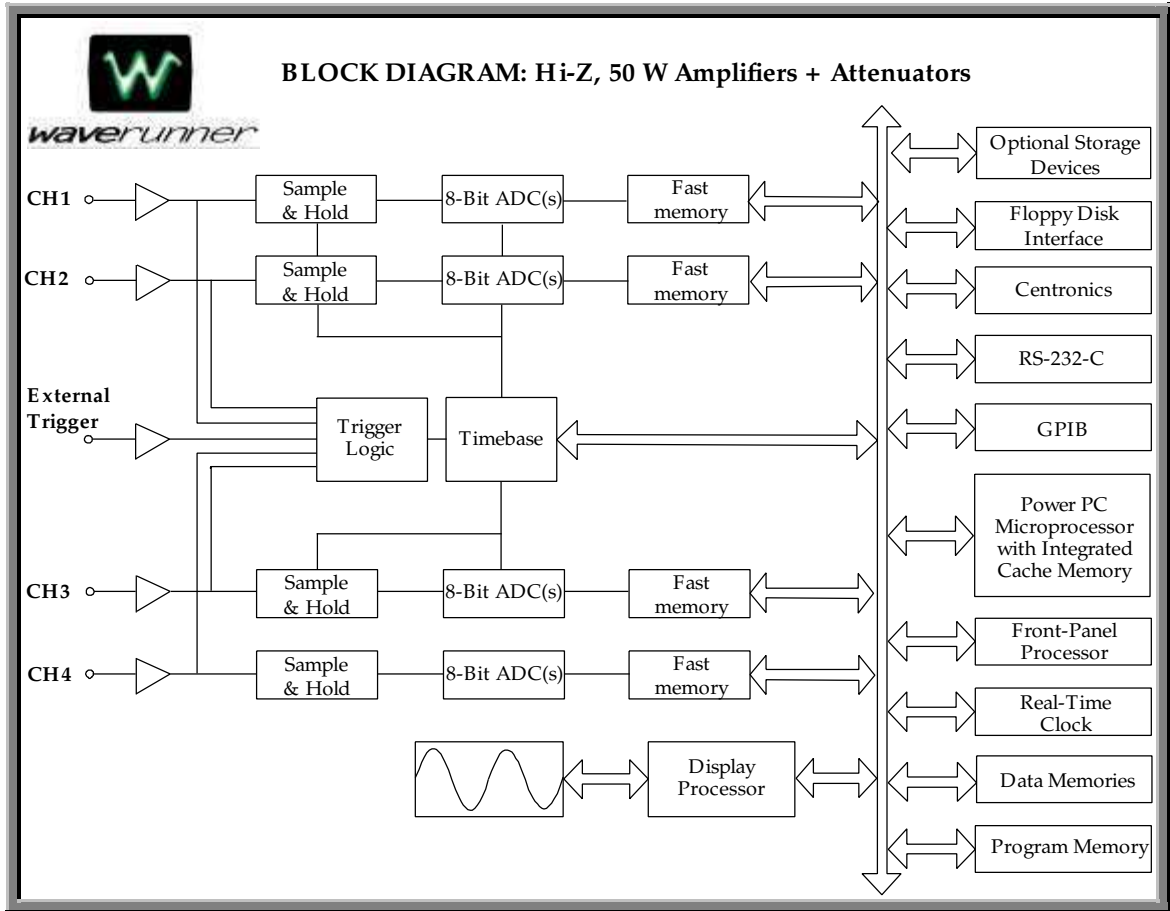 W
waverunner
BLOCK DIAGRAM: Hi-Z, 50 W Amplifiers + Attenuators
CH1
Sample
& Hold
8-Bit ADC(s)
Fast
memory
CH2
Sample
& Hold
8-Bit ADC(s)
Fast
memory
External
Trigger
Trigger
Logic
Timebase
CH3
Sample
& Hold
8-Bit ADC(s)
Fast
memory
CH4
Sample
& Hold
8-Bit ADC(s)
Fast
memory
Display
Processor
Optional Storage
Devices
Floppy Disk
Interface
Centronics
RS-232-C
GPIB
Power PC
Microprocessor
with Integrated
Cache Memory
Front-Panel
Processor
Real-Time
Clock
Data Memories
Program Memory